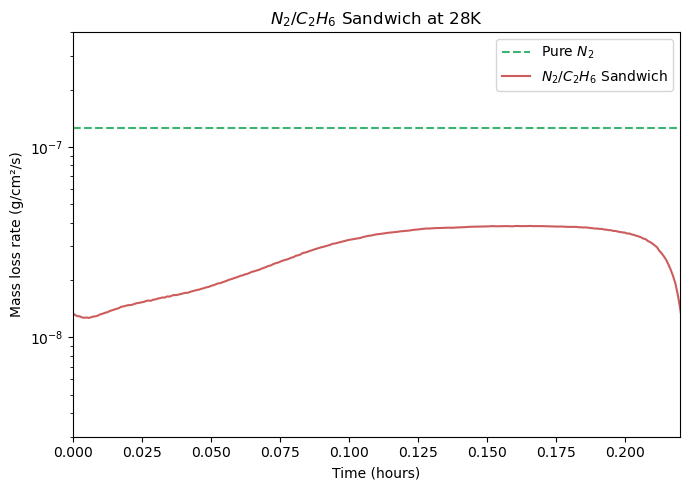 N₂/C₂H₆ Sandwich at 28K
Pure N₂
N₂/C₂H₆ Sandwich
Mass loss rate (g/cm²/s)
10⁻⁷
10⁻⁸
0.000 0.025 0.050 0.075 0.100 0.125 0.150 0.175 0.200
Time (hours)